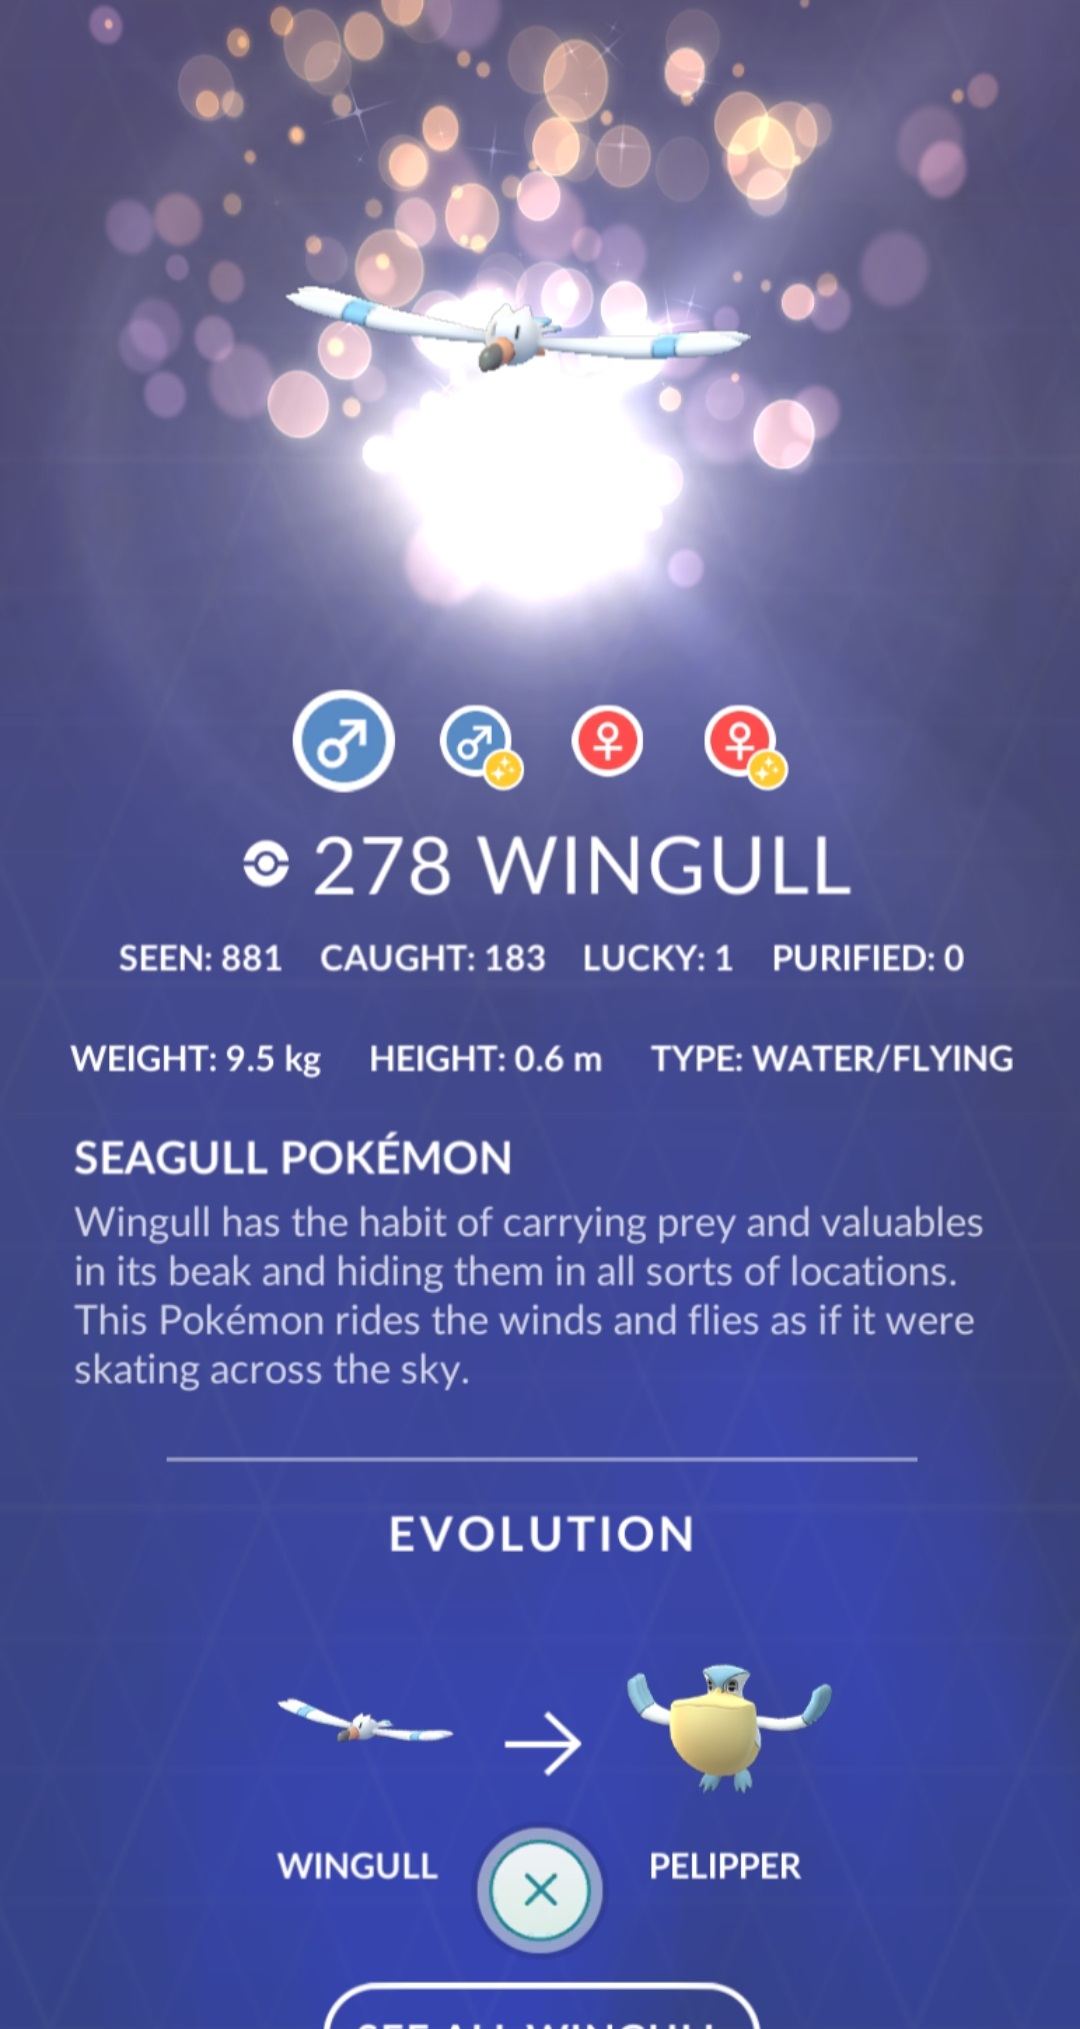 278 WINGULL
SEEN: 881 CAUGHT: 183 LUCKY: 1 PURIFIED: 0
WEIGHT: 9.5 kg HEIGHT: 0.6 m TYPE: WATER/FLYING
SEAGULL POKÉMON
Wingull has the habit of carrying prey and valuables
in its beak and hiding them in all sorts of locations.
This Pokémon rides the winds and flies as if it were
skating across the sky.
EVOLUTION
WINGULL PELIPPER
SEE ALL WINGULL